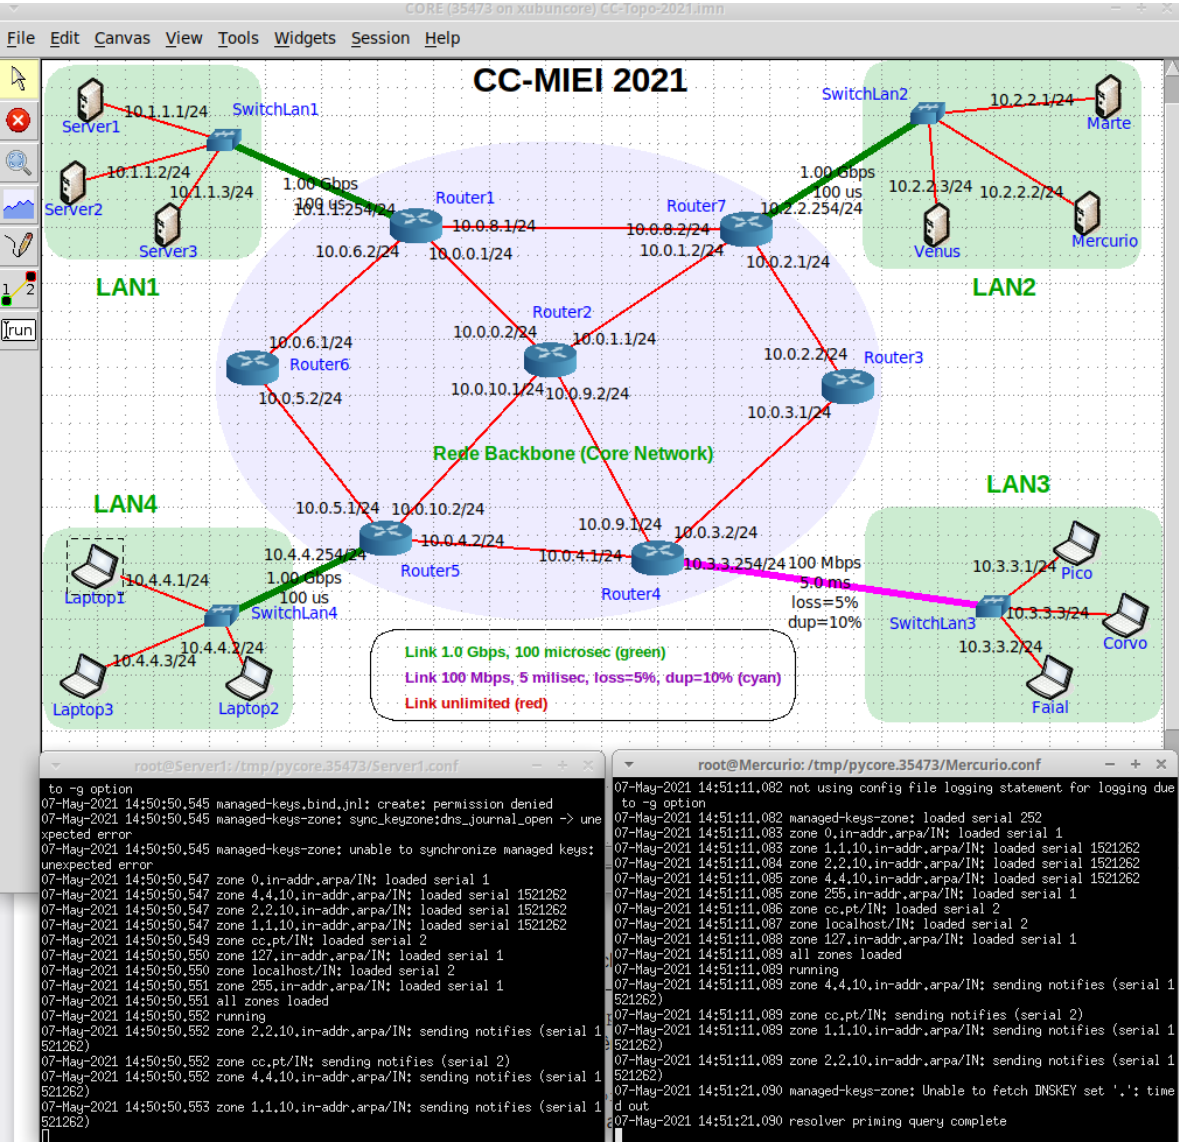 CORE (35473 on xubuncore) CC-Topo-2021.imn
File Edit Canvas View Tools Widgets Session Help
CC-MIEI 2021
10.1.1.1/24
SwitchLan1
Server1
10.1.1.2/24
10.1.1.3/24
Server2
Server3
LAN1
SwitchLan2
10.2.2.1/24
Marte
10.2.2.3/24
10.2.2.2/24
Venus
Mercurio
LAN2
1.00 Gbps
100 us
10.1.1.254/24
Router1
10.0.8.1/24
10.0.6.2/24
10.0.0.1/24
1.00 Gbps
100 us
10.2.2.254/24
Router7
10.0.8.2/24
10.0.1.2/24
10.0.2.1/24
Router2
10.0.0.2/24
10.0.1.1/24
10.0.10.1/24
10.0.9.2/24
10.0.6.1/24
Router6
10.0.5.2/24
10.0.2.2/24
Router3
10.0.3.1/24
Rede Backbone (Core Network)
LAN4
LAN3
10.0.5.1/24
10.0.10.2/24
10.0.4.2/24
Router5
10.0.9.1/24
10.0.3.2/24
10.0.4.1/24
Router4
10.4.4.254/24
1.00 Gbps
100 us
SwitchLan4
10.4.4.1/24
Laptop1
10.4.4.2/24
10.4.4.3/24
Laptop3
Laptop2
10.3.3.254/24
100 Mbps
5.0 ms
loss=5%
dup=10%
SwitchLan3
10.3.3.1/24
Pico
10.3.3.3/24
Corvo
10.3.3.2/24
Faial
1 2
run
Link 1.0 Gbps, 100 microsec (green)
Link 100 Mbps, 5 milisec, loss=5%, dup=10% (cyan)
Link unlimited (red)
root@Server1:/tmp/pycore.35473/Server1.conf
to -g option
07-May-2021 14:50:50.545 managed-keys.bind.jnl: create: permission denied
07-May-2021 14:50:50.545 managed-keys-zone: sync_keyzone:dns_journal_open -> une
xpected error
07-May-2021 14:50:50.545 managed-keys-zone: unable to synchronize managed keys:
unexpected error
07-May-2021 14:50:50.547 zone 0.in-addr.arpa/IN: loaded serial 1
07-May-2021 14:50:50.547 zone 4.4.10.in-addr.arpa/IN: loaded serial 1521262
07-May-2021 14:50:50.547 zone 2.2.10.in-addr.arpa/IN: loaded serial 1521262
07-May-2021 14:50:50.547 zone 1.1.10.in-addr.arpa/IN: loaded serial 1521262
07-May-2021 14:50:50.549 zone cc.pt/IN: loaded serial 2
07-May-2021 14:50:50.550 zone 127.in-addr.arpa/IN: loaded serial 1
07-May-2021 14:50:50.550 zone localhost/IN: loaded serial 2
07-May-2021 14:50:50.551 zone 255.in-addr.arpa/IN: loaded serial 1
07-May-2021 14:50:50.551 all zones loaded
07-May-2021 14:50:50.552 running
07-May-2021 14:50:50.552 zone 2.2.10.in-addr.arpa/IN: sending notifies (serial 1
521262)
07-May-2021 14:50:50.552 zone cc.pt/IN: sending notifies (serial 2)
07-May-2021 14:50:50.552 zone 4.4.10.in-addr.arpa/IN: sending notifies (serial 1
521262)
07-May-2021 14:50:50.553 zone 1.1.10.in-addr.arpa/IN: sending notifies (serial 1
521262)
root@Mercurio: /tmp/pycore.35473/Mercurio.conf
07-May-2021 14:51:11.082 not using config file logging statement for logging due
to -g option
07-May-2021 14:51:11.082 managed-keys-zone: loaded serial 252
07-May-2021 14:51:11.083 zone 0.in-addr.arpa/IN: loaded serial 1
07-May-2021 14:51:11.083 zone 1.1.10.in-addr.arpa/IN: loaded serial 1521262
07-May-2021 14:51:11.084 zone 2.2.10.in-addr.arpa/IN: loaded serial 1521262
07-May-2021 14:51:11.085 zone 4.4.10.in-addr.arpa/IN: loaded serial 1521262
07-May-2021 14:51:11.085 zone 255.in-addr.arpa/IN: loaded serial 1
07-May-2021 14:51:11.086 zone cc.pt/IN: loaded serial 2
07-May-2021 14:51:11.087 zone localhost/IN: loaded serial 2
07-May-2021 14:51:11.088 zone 127.in-addr.arpa/IN: loaded serial 1
07-May-2021 14:51:11.089 all zones loaded
07-May-2021 14:51:11.089 running
07-May-2021 14:51:11.089 zone 4.4.10.in-addr.arpa/IN: sending notifies (serial 1
521262)
07-May-2021 14:51:11.089 zone cc.pt/IN: sending notifies (serial 2)
07-May-2021 14:51:11.089 zone 1.1.10.in-addr.arpa/IN: sending notifies (serial 1
521262)
07-May-2021 14:51:11.089 zone 2.2.10.in-addr.arpa/IN: sending notifies (serial 1
521262)
07-May-2021 14:51:21.090 managed-keys-zone: Unable to fetch DNSKEY set '.': time
d out
07-May-2021 14:51:21.090 resolver priming query complete